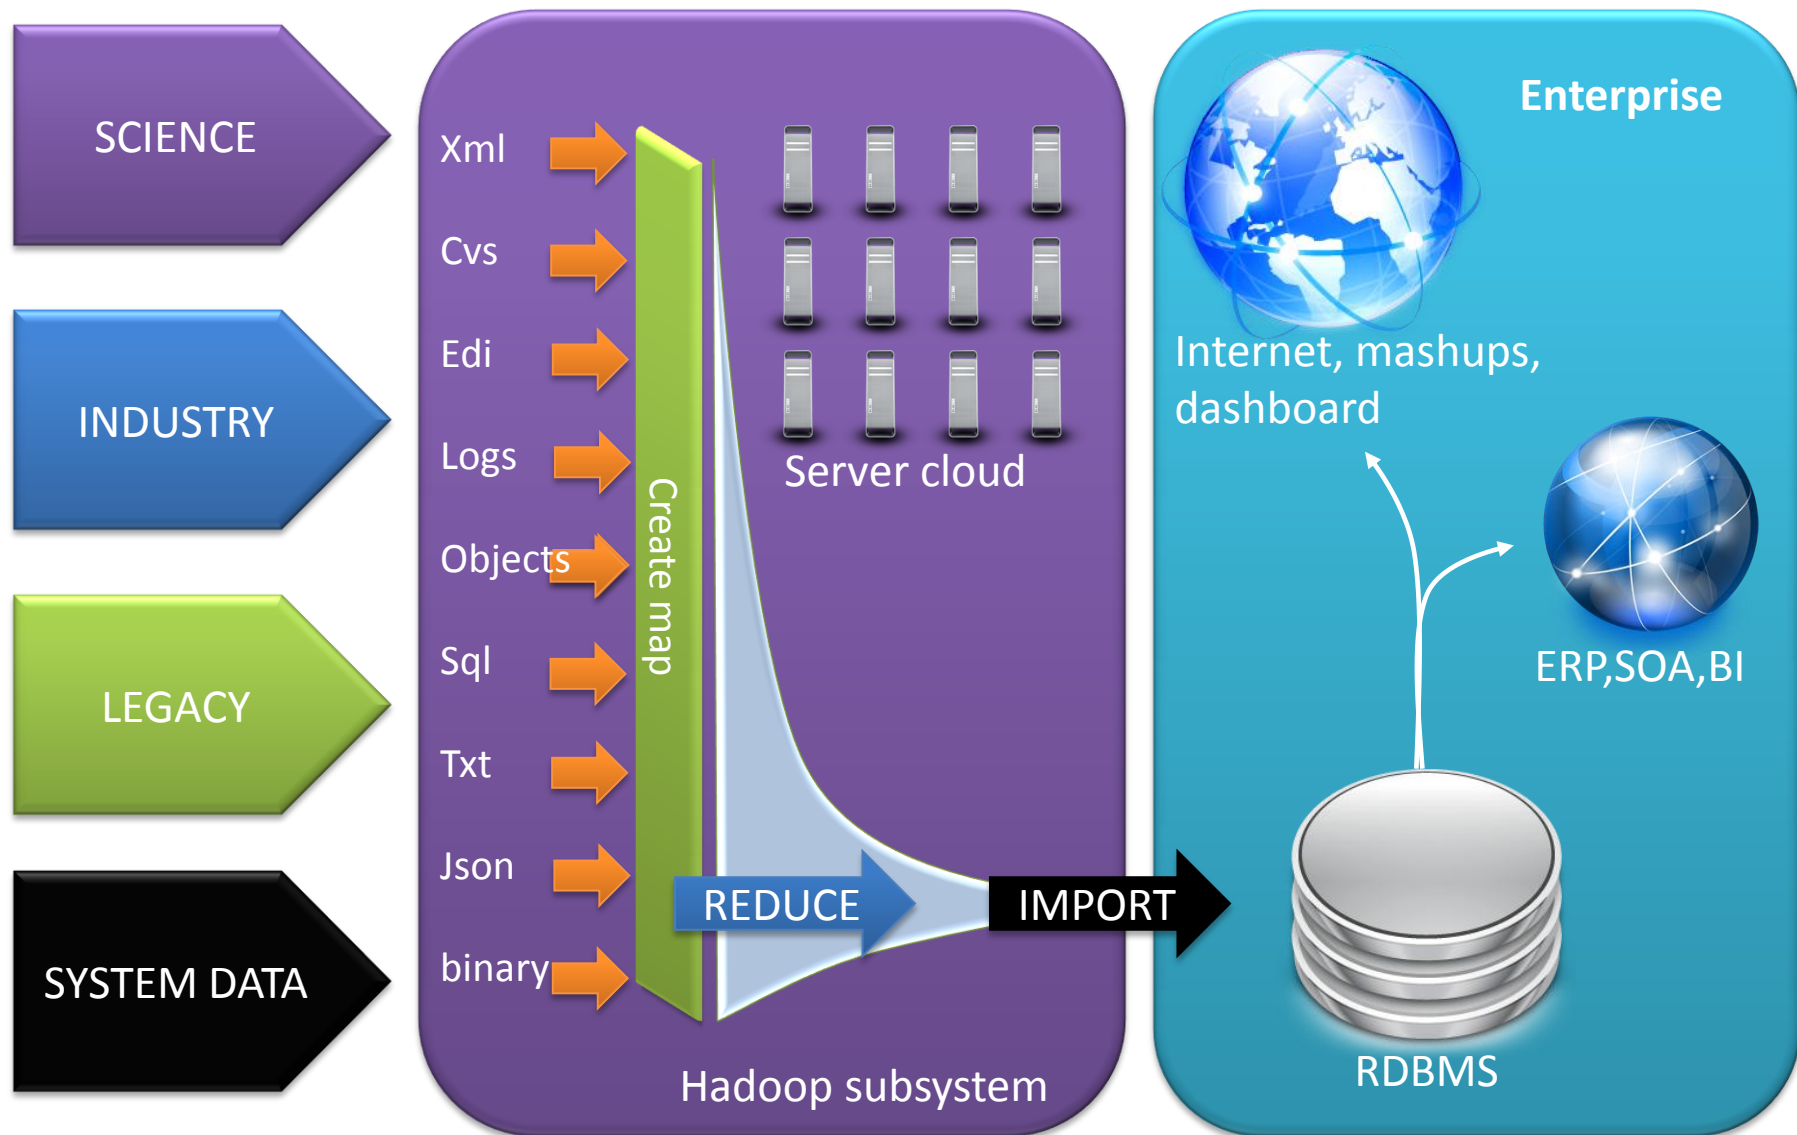 SCIENCE
INDUSTRY
LEGACY
SYSTEM DATA
Xml
Cvs
Edi
Logs
Objects
Sql
Txt
Json
binary
Create map
Server cloud
REDUCE
IMPORT
Hadoop subsystem
Enterprise
Internet, mashups,
dashboard
ERP,SOA,BI
RDBMS